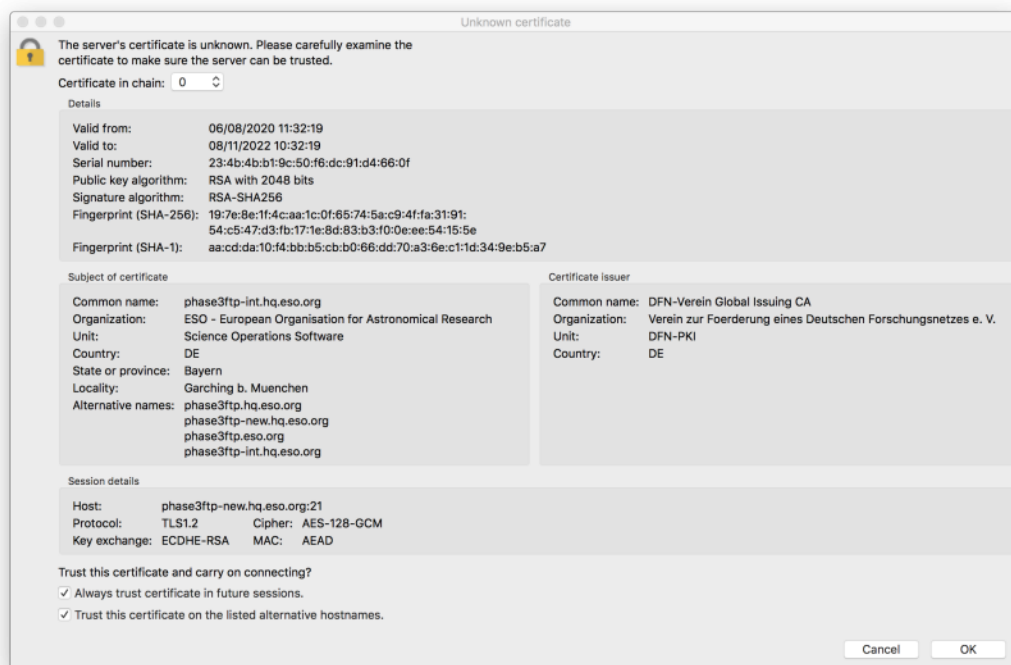 Unknown certificate
The server's certificate is unknown. Please carefully examine the
certificate to make sure the server can be trusted.
Certificate in chain: 0
Details
Valid from: 06/08/2020 11:32:19
Valid to: 08/11/2022 10:32:19
Serial number: 23:4b:4b:b1:9c:50:f6:dc:91:d4:66:0f
Public key algorithm: RSA with 2048 bits
Signature algorithm: RSA-SHA256
Fingerprint (SHA-256): 19:7e:8e:1f:4c:aa:1c:0f:65:74:5a:c9:4f:fa:31:91:
54:c5:47:d3:fb:17:1e:8d:83:b3:f0:0e:ee:54:15:5e
Fingerprint (SHA-1): aa:cd:da:10:f4:bb:b5:cb:b0:66:dd:70:a3:6e:c1:1d:34:9e:b5:a7
Subject of certificate
Common name: phase3ftp-int.hq.eso.org
Organization: ESO - European Organisation for Astronomical Research
Unit: Science Operations Software
Country: DE
State or province: Bayern
Locality: Garching b. Muenchen
Alternative names: phase3ftp.hq.eso.org
phase3ftp-new.hq.eso.org
phase3ftp.eso.org
phase3ftp-int.hq.eso.org
Certificate issuer
Common name: DFN-Verein Global Issuing CA
Organization: Verein zur Foerderung eines Deutschen Forschungsnetzes e. V.
Unit: DFN-PKI
Country: DE
Session details
Host: phase3ftp-new.hq.eso.org:21
Protocol: TLS1.2 Cipher: AES-128-GCM
Key exchange: ECDHE-RSA MAC: AEAD
Trust this certificate and carry on connecting?
Always trust certificate in future sessions.
Trust this certificate on the listed alternative hostnames.
Cancel OK